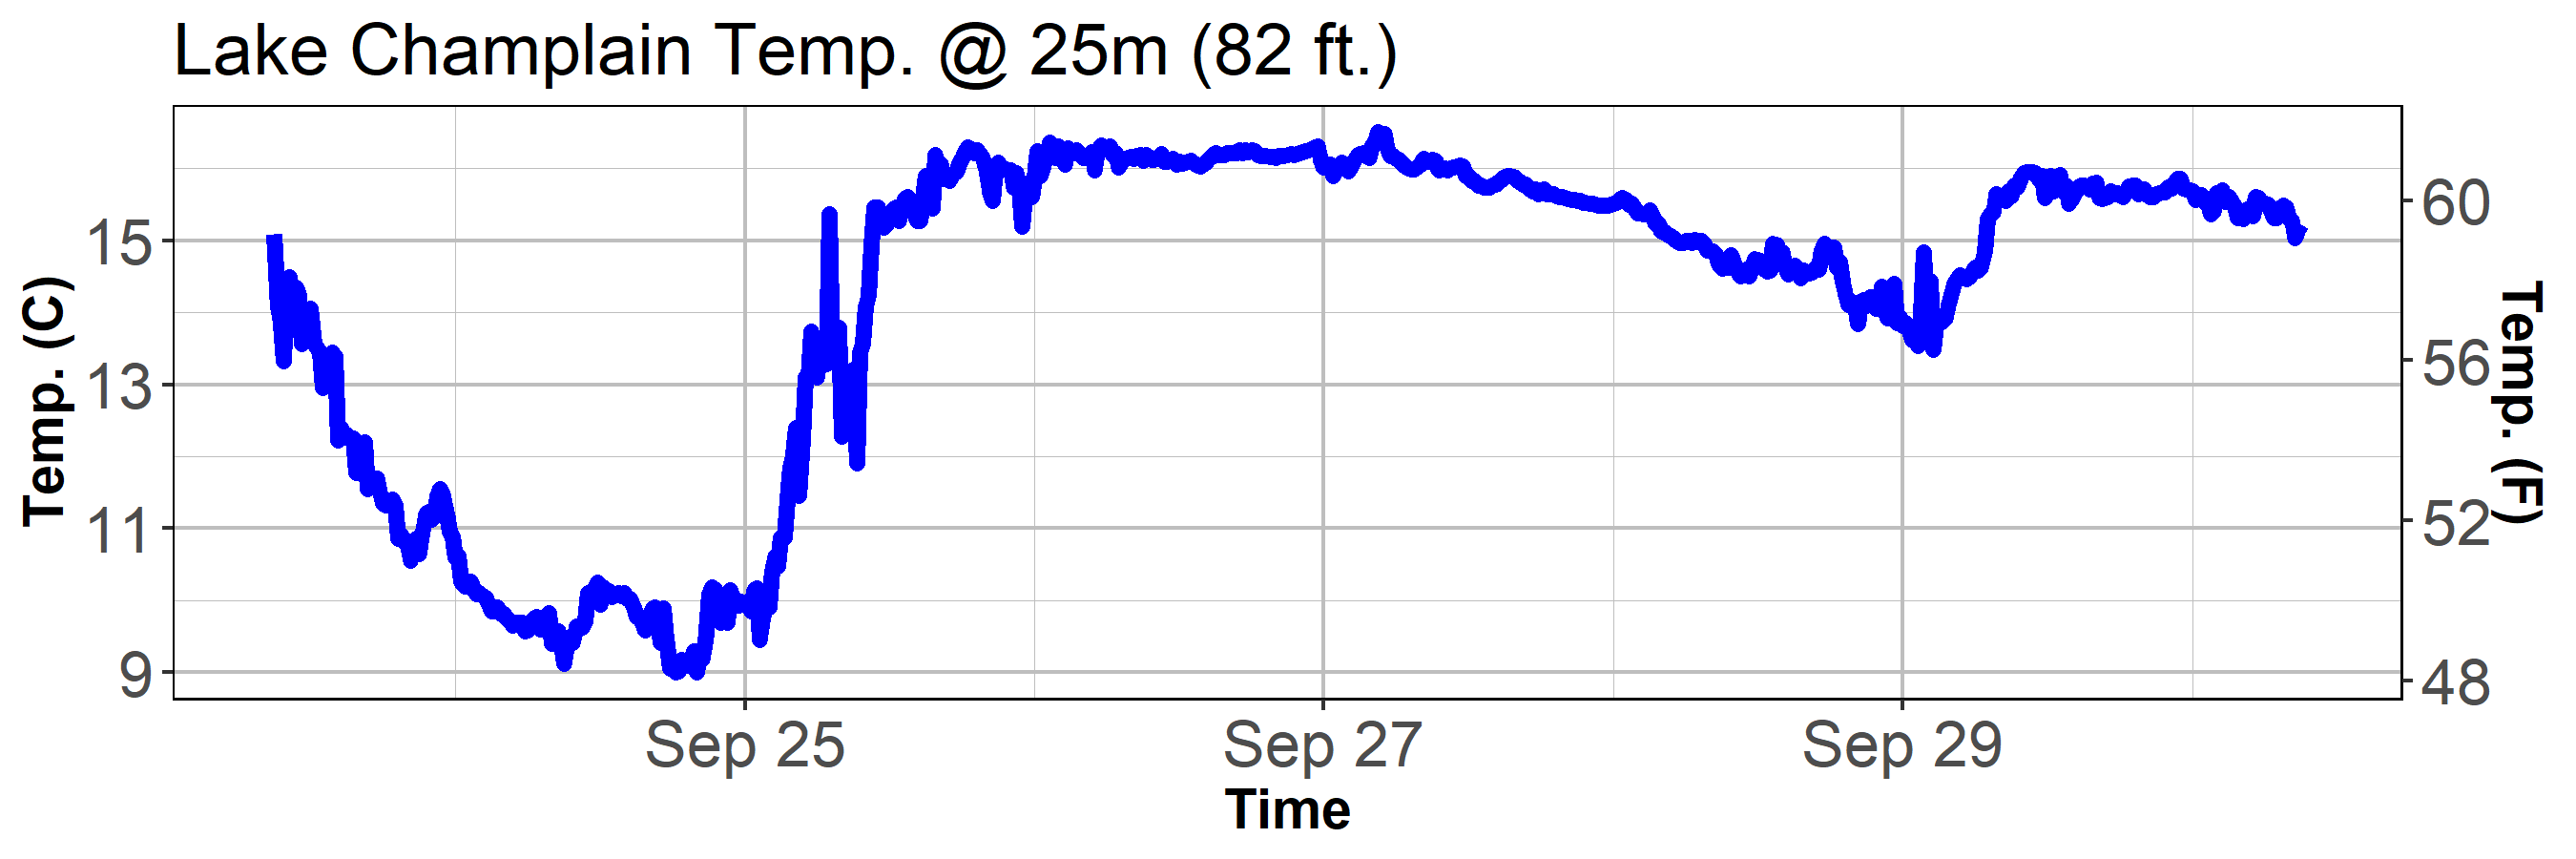 Lake Champlain Temp. @ 25m (82 ft.)
Temp. (C)
15
13
11
9
60
56
52
48
Temp. (F)
Sep 25
Sep 27
Sep 29
Time